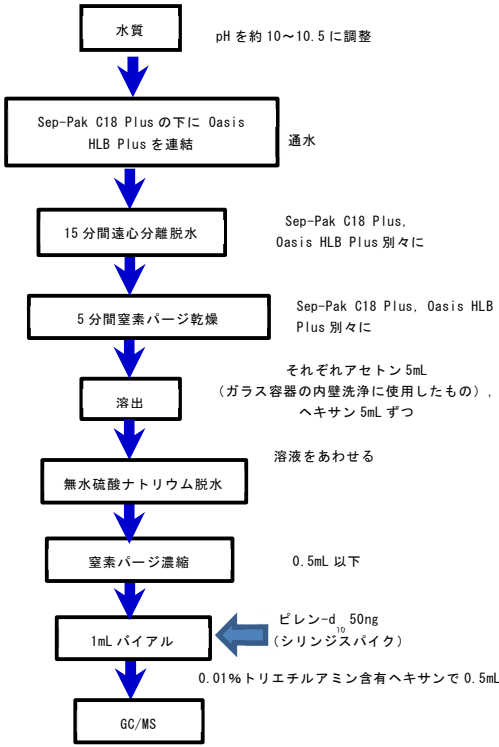 水質
pH を約 10～10.5 に調整
Sep-Pak C18 Plus の下に Oasis
HLB Plus を連結
通水
15 分間遠心分離脱水
Sep-Pak C18 Plus,
Oasis HLB Plus 別々に
5 分間窒素パージ乾燥
Sep-Pak C18 Plus, Oasis HLB
Plus 別々に
溶出
それぞれアセトン 5mL
（ガラス容器の内壁洗浄に使用したもの）,
ヘキサン 5mL ずつ
溶液をあわせる
無水硫酸ナトリウム脱水
窒素パージ濃縮
0.5mL 以下
1mL バイアル
ピレン-d10 50ng
（シリンジスパイク）
0.01％トリエチルアミン含有ヘキサンで 0.5mL
GC/MS